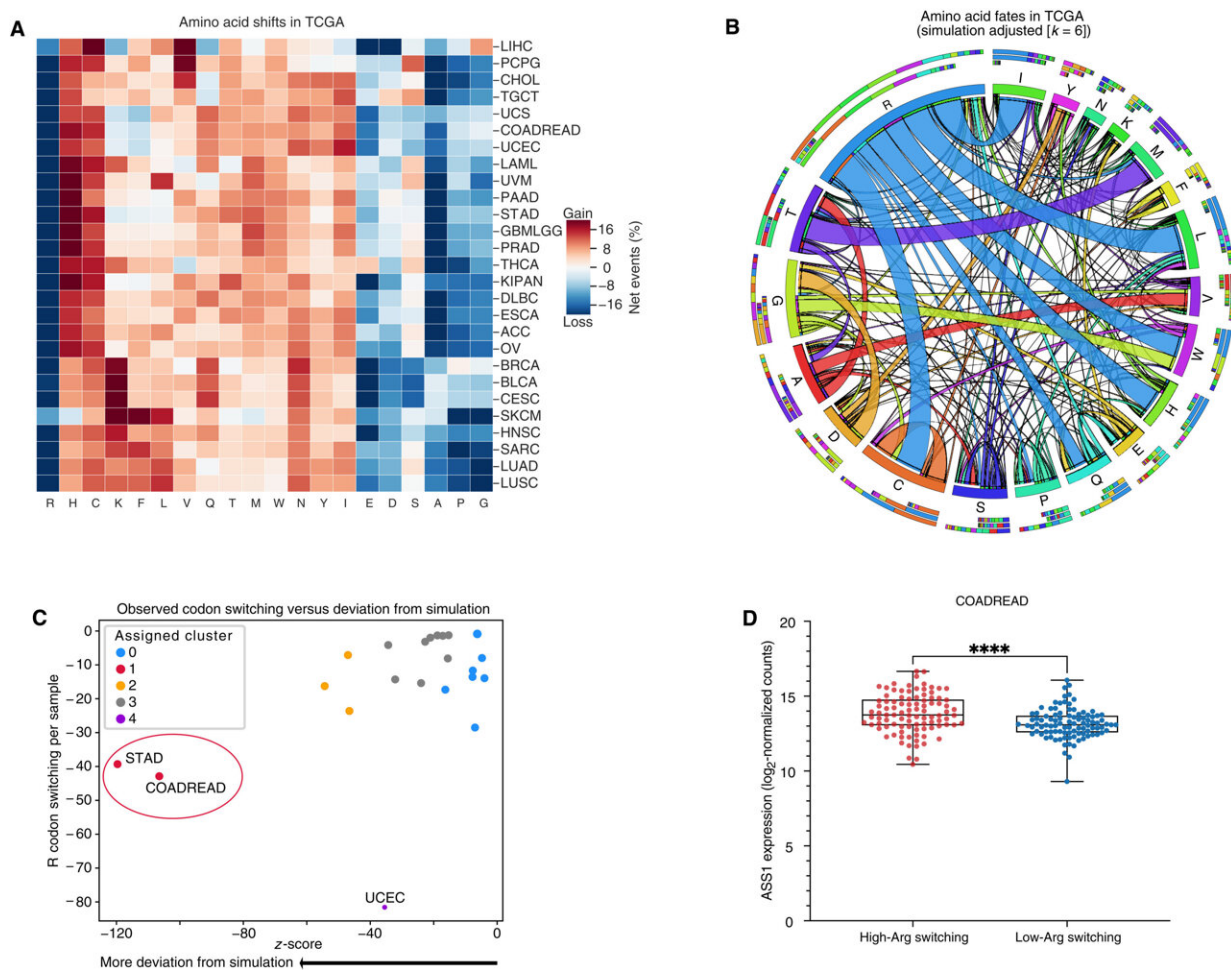 A
Amino acid shifts in TCGA
LIHC
PCPG
CHOL
TGCT
UCS
COADREAD
UCEC
LAML
UVM
PAAD
STAD
GBMLGG
PRAD
THCA
KIPAN
DLBC
ESCA
ACC
OV
BRCA
BLCA
CESC
SKCM
HNSC
SARC
LUAD
LUSC
R H C K F L V Q T M W N Y I E D S A P G
Gain
16
8
0
−8
−16
Loss
Net events (%)
B
Amino acid fates in TCGA
(simulation adjusted [k = 6])
R
I
Y
N
K
M
F
L
V
W
H
E
Q
P
S
C
D
A
G
T
C
Observed codon switching versus deviation from simulation
Assigned cluster
0
1
2
3
4
STAD
COADREAD
UCEC
0
−10
−20
−30
−40
−50
−60
−70
−80
R codon switching per sample
−120 −80 −40 0
z-score
More deviation from simulation
D
COADREAD
****
20
15
10
5
0
ASS1 expression (log2-normalized counts)
High-Arg switching Low-Arg switching